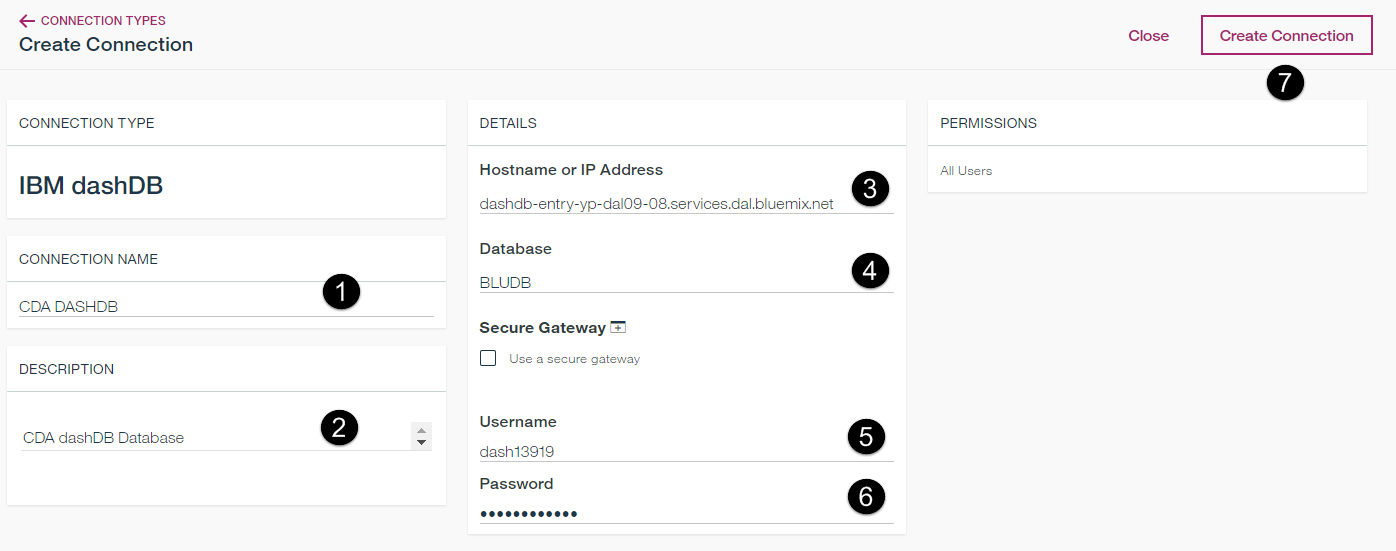 CONNECTION TYPES
Create Connection
Close
Create Connection
7
CONNECTION TYPE
IBM dashDB
CONNECTION NAME
CDA DASHDB
1
DESCRIPTION
CDA dashDB Database
2
DETAILS
Hostname or IP Address
dashdb-entry-yp-dal09-08.services.dal.bluemix.net
3
Database
BLUDB
4
Secure Gateway
Use a secure gateway
Username
dash13919
5
Password
••••••••••••
6
PERMISSIONS
All Users